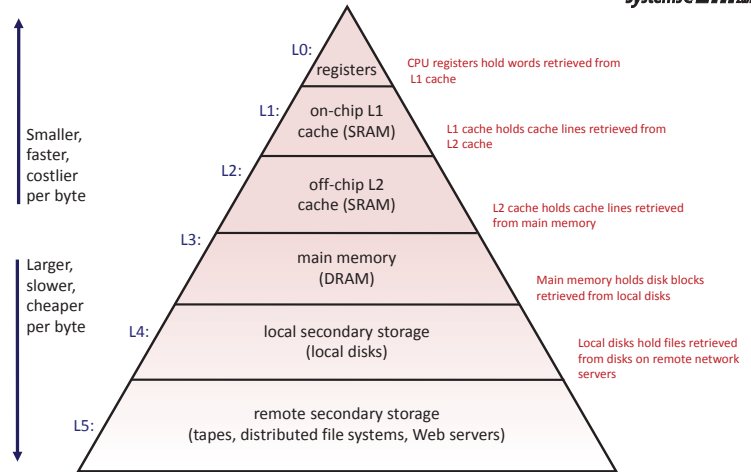 L0:
registers
CPU registers hold words retrieved from
L1 cache
L1:
on-chip L1
cache (SRAM)
L1 cache holds cache lines retrieved from
L2 cache
Smaller,
faster,
costlier
per byte
L2:
off-chip L2
cache (SRAM)
L2 cache holds cache lines retrieved
from main memory
L3:
main memory
(DRAM)
Main memory holds disk blocks
retrieved from local disks
Larger,
slower,
cheaper
per byte
L4:
local secondary storage
(local disks)
Local disks hold files retrieved
from disks on remote network
servers
L5:
remote secondary storage
(tapes, distributed file systems, Web servers)